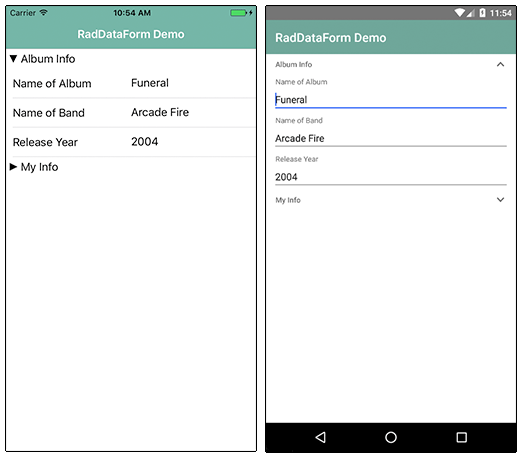 Carrier 10:54 AM
RadDataForm Demo
▼ Album Info
Name of Album Funeral
Name of Band Arcade Fire
Release Year 2004
▶ My Info
11:54
RadDataForm Demo
Album Info
Name of Album
Funeral
Name of Band
Arcade Fire
Release Year
2004
My Info